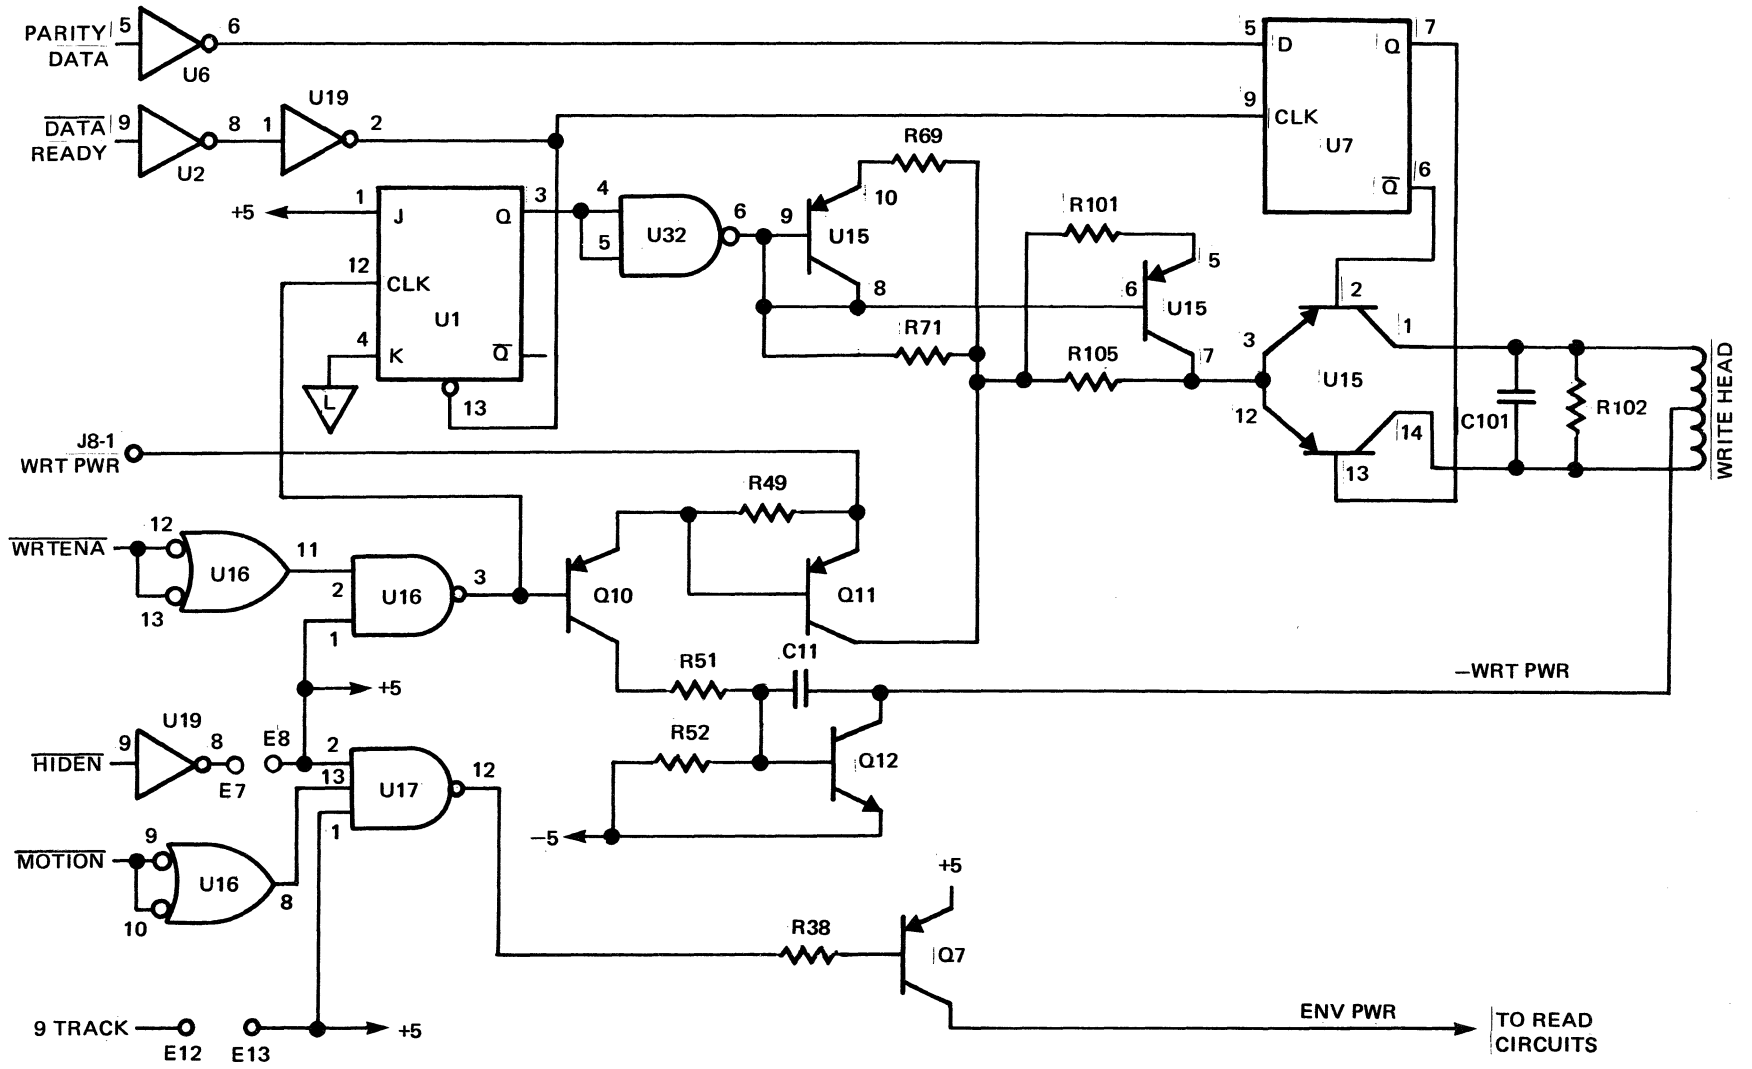 PARITY
DATA
5
6
U6
DATA
READY
9
8
U2
1
U19
2
5
D
Q
7
9
CLK
U7
Q
6
+5
1
J
Q
3
12
CLK
U1
4
K
Q
13
L
4
5
U32
6
9
R69
10
U15
8
R71
R101
5
6
U15
7
R105
3
2
1
U15
12
14
13
C101
R102
WRITE HEAD
J8-1
WRT PWR
R49
WRTENA
12
13
U16
11
2
1
U16
3
Q10
Q11
+5
R51
C11
–WRT PWR
R52
Q12
–5
HIDEN
9
U19
8
E7
E8
2
13
1
U17
12
MOTION
9
10
U16
8
+5
R38
Q7
ENV PWR
TO READ
CIRCUITS
9 TRACK
E12
E13
+5